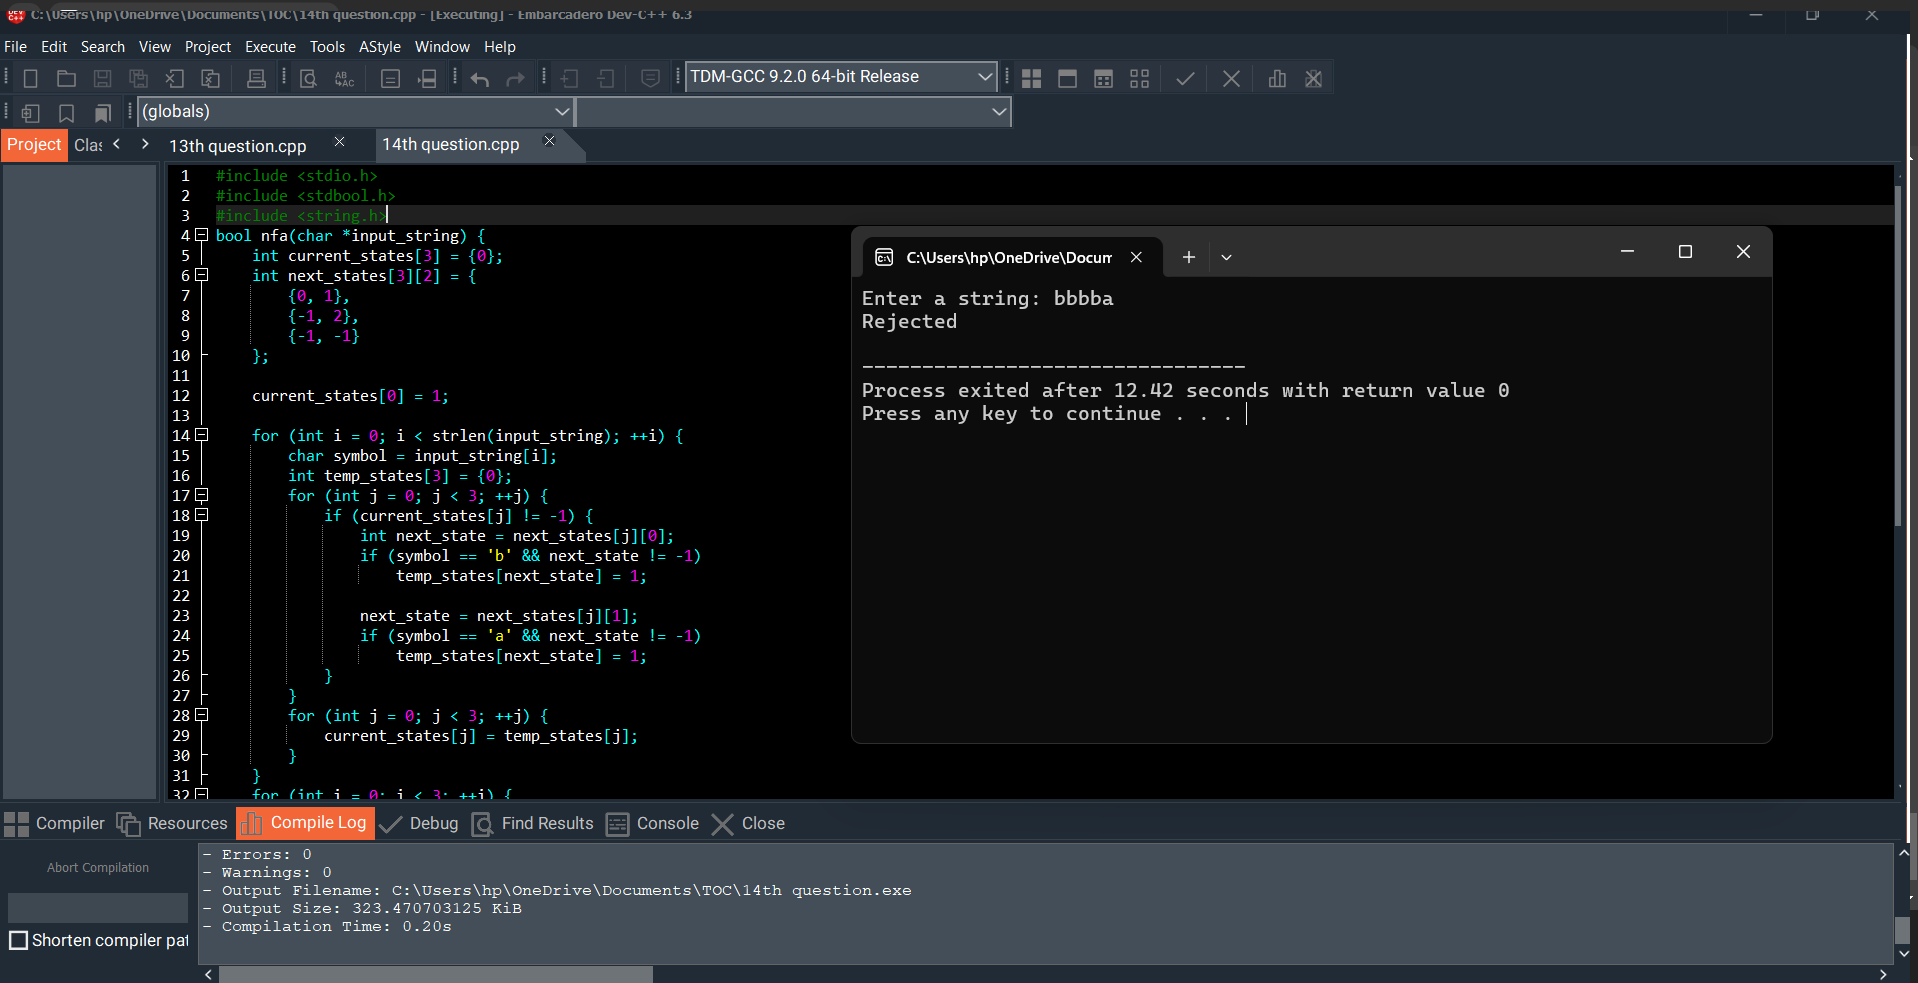 C:\Users\hp\OneDrive\Documents\TOC\14th question.cpp - [Executing] - Embarcadero Dev-C++ 6.3
File Edit Search View Project Execute Tools AStyle Window Help
TDM-GCC 9.2.0 64-bit Release
(globals)
Project Clas 13th question.cpp 14th question.cpp
1 #include <stdio.h>
2 #include <stdbool.h>
3 #include <string.h>
4 bool nfa(char *input_string) {
5 int current_states[3] = {0};
6 int next_states[3][2] = {
7 {0, 1},
8 {-1, 2},
9 {-1, -1}
10 };
11
12 current_states[0] = 1;
13
14 for (int i = 0; i < strlen(input_string); ++i) {
15 char symbol = input_string[i];
16 int temp_states[3] = {0};
17 for (int j = 0; j < 3; ++j) {
18 if (current_states[j] != -1) {
19 int next_state = next_states[j][0];
20 if (symbol == 'b' && next_state != -1)
21 temp_states[next_state] = 1;
22
23 next_state = next_states[j][1];
24 if (symbol == 'a' && next_state != -1)
25 temp_states[next_state] = 1;
26 }
27 }
28 for (int j = 0; j < 3; ++j) {
29 current_states[j] = temp_states[j];
30 }
31 }
32 for (int i = 0; i < 3; ++i) {
C:\Users\hp\OneDrive\Docum
Enter a string: bbbba
Rejected
--------------------------------
Process exited after 12.42 seconds with return value 0
Press any key to continue . . .
Compiler Resources Compile Log Debug Find Results Console Close
Abort Compilation
Shorten compiler pat
- Errors: 0
- Warnings: 0
- Output Filename: C:\Users\hp\OneDrive\Documents\TOC\14th question.exe
- Output Size: 323.470703125 KiB
- Compilation Time: 0.20s